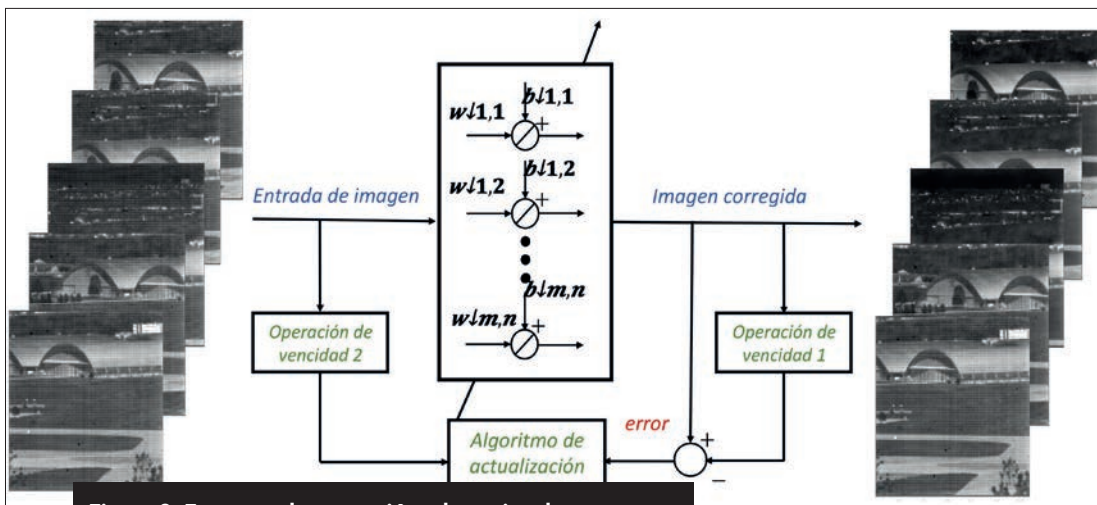 b↓1,1
w↓1,1
+
b↓1,2
w↓1,2
+
Entrada de imagen
Imagen corregida
b↓m,n
w↓m,n
+
Operación de
vencidad 2
Operación de
vencidad 1
error
+
−
Algoritmo de
actualización